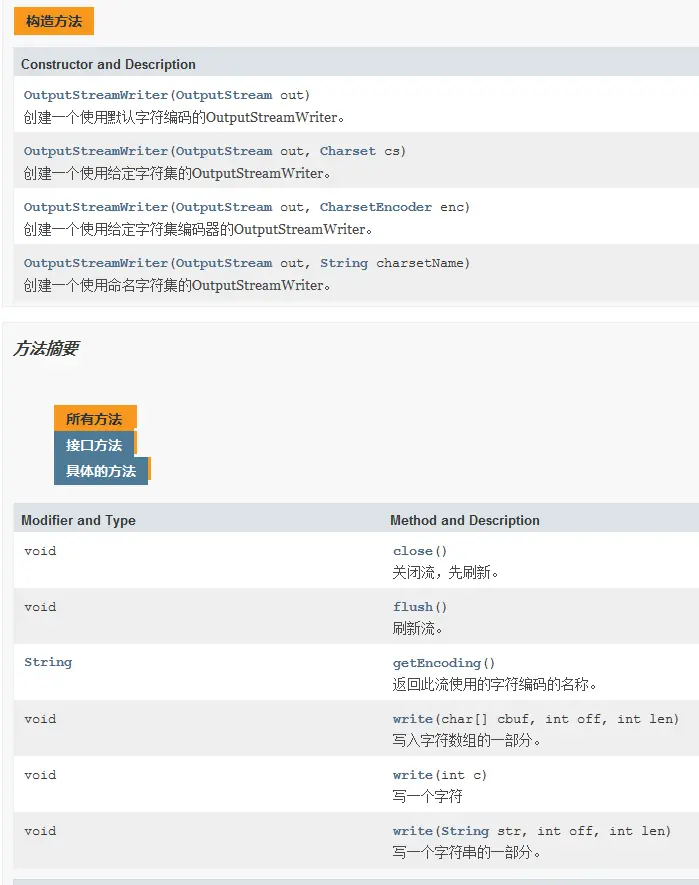 构造方法
Constructor and Description
OutputStreamWriter(OutputStream out)
创建一个使用默认字符编码的OutputStreamWriter。
OutputStreamWriter(OutputStream out, Charset cs)
创建一个使用给定字符集的OutputStreamWriter。
OutputStreamWriter(OutputStream out, CharsetEncoder enc)
创建一个使用给定字符集编码器的OutputStreamWriter。
OutputStreamWriter(OutputStream out, String charsetName)
创建一个使用命名字符集的OutputStreamWriter。
方法摘要
所有方法
接口方法
具体的方法
Modifier and Type Method and Description
void close()
关闭流，先刷新。
void flush()
刷新流。
String getEncoding()
返回此流使用的字符编码的名称。
void write(char[] cbuf, int off, int len)
写入字符数组的一部分。
void write(int c)
写一个字符
void write(String str, int off, int len)
写一个字符串的一部分。